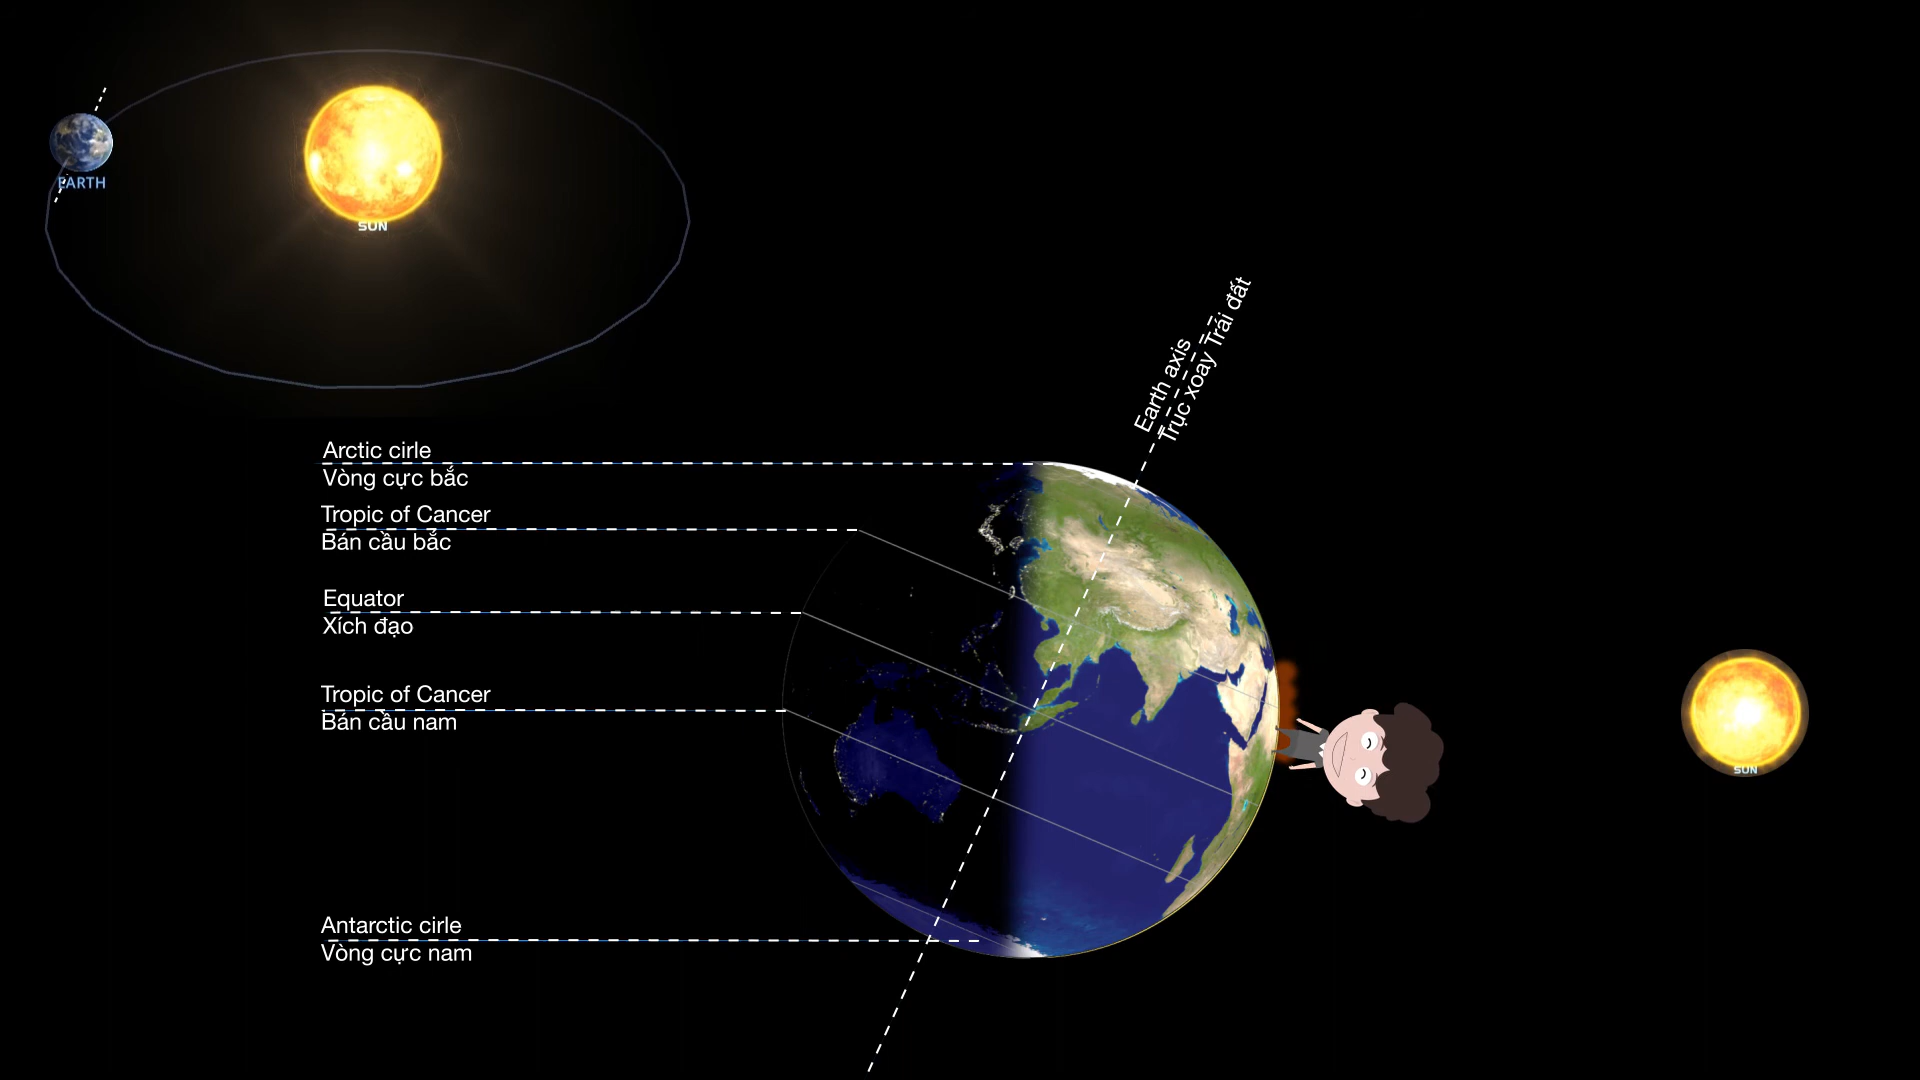 EARTH
SUN
Earth axis
Trục xoay Trái đất
Arctic cirle
Vòng cực bắc
Tropic of Cancer
Bán cầu bắc
Equator
Xích đạo
Tropic of Cancer
Bán cầu nam
SUN
Antarctic cirle
Vòng cực nam